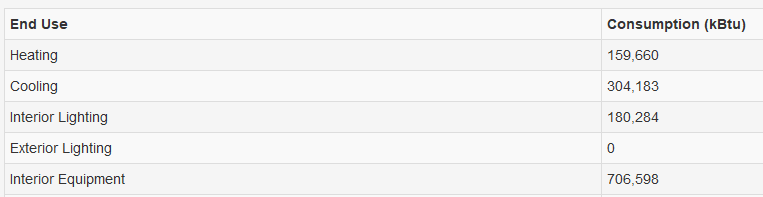 End Use Consumption (kBtu)
Heating 159,660
Cooling 304,183
Interior Lighting 180,284
Exterior Lighting 0
Interior Equipment 706,598